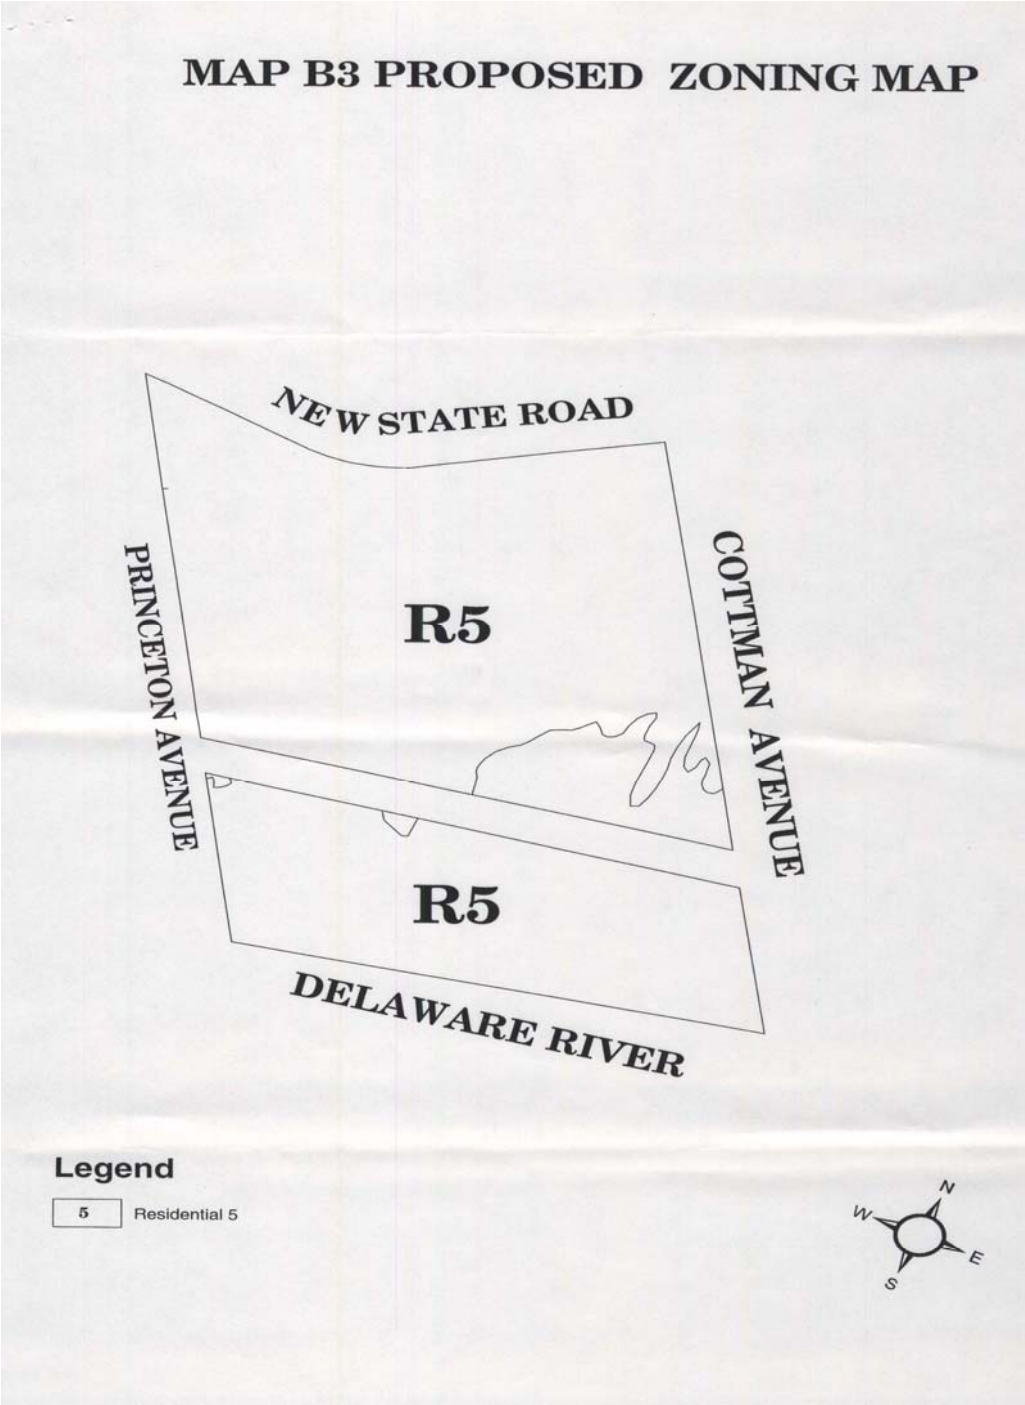 MAP B3 PROPOSED ZONING MAP
NEW STATE ROAD
PRINCETON AVENUE
COTTMAN AVENUE
R5
R5
DELAWARE RIVER
Legend
5 Residential 5
N
W
E
S